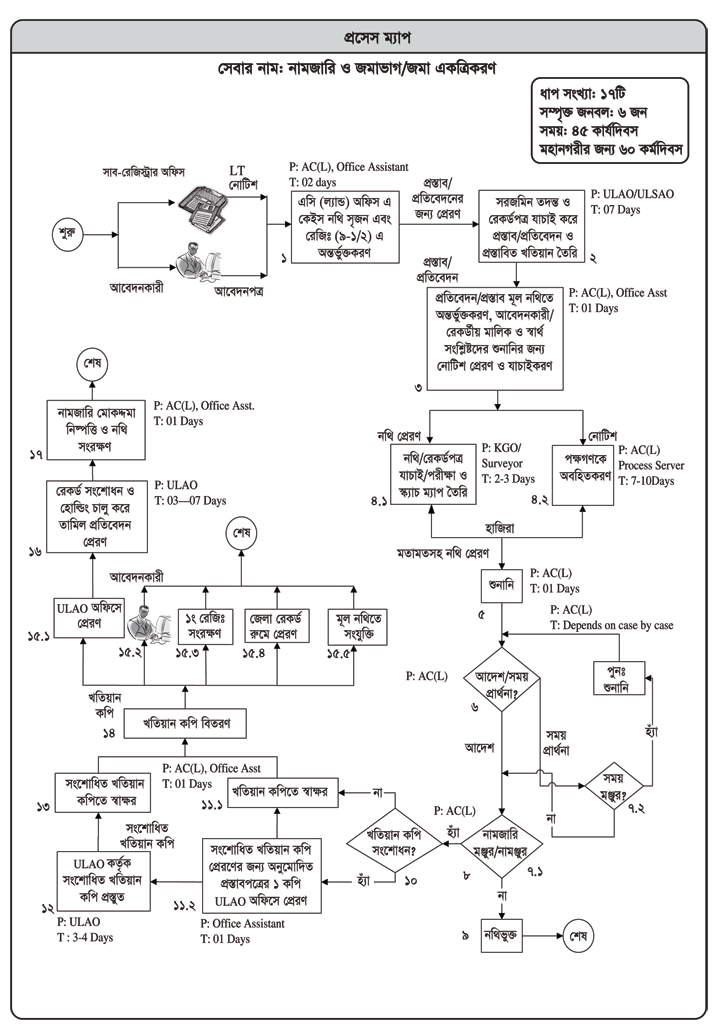 প্রসেস ম্যাপ
সেবার নাম: নামজারি ও জমাভাগ/জমা একত্রিকরণ
ধাপ সংখ্যা: ১৭টি
সম্পৃক্ত জনবল: ৬ জন
সময়: ৪৫ কার্যদিবস
মহানগরীর জন্য ৬০ কর্মদিবস
শুরু
সাব-রেজিস্ট্রার অফিস
LT
নোটিশ
আবেদনকারী
আবেদনপত্র
P: AC(L), Office Assistant
T: 02 days
এসি (ল্যান্ড) অফিস এ
কেইস নথি সৃজন এবং
রেজিঃ (৯-১/২) এ
অন্তর্ভুক্তকরণ
১
প্রস্তাব/
প্রতিবেদনের
জন্য প্রেরণ
সরজমিন তদন্ত ও
রেকর্ডপত্র যাচাই করে
প্রস্তাব/প্রতিবেদন ও
প্রস্তাবিত খতিয়ান তৈরি
২
P: ULAO/ULSAO
T: 07 Days
প্রস্তাব/
প্রতিবেদন
প্রতিবেদন/প্রস্তাব মূল নথিতে
অন্তর্ভুক্তকরণ, আবেদনকারী/
রেকর্ডীয় মালিক ও স্বার্থ
সংশ্লিষ্টদের শুনানির জন্য
নোটিশ প্রেরণ ও যাচাইকরণ
৩
P: AC(L), Office Asst
T: 01 Days
নথি প্রেরণ
নথি/রেকর্ডপত্র
যাচাই/পরীক্ষা ও
স্ক্যাচ ম্যাপ তৈরি
৪.১
P: KGO/
Surveyor
T: 2-3 Days
নোটিশ
পক্ষগণকে
অবহিতকরণ
৪.২
P: AC(L)
Process Server
T: 7-10Days
হাজিরা
মতামতসহ নথি প্রেরণ
শুনানি
৫
P: AC(L)
T: 01 Days
P: AC(L)
T: Depends on case by case
P: AC(L)
আদেশ/সময়
প্রার্থনা?
৬
পুনঃ
শুনানি
হ্যাঁ
আদেশ
সময়
প্রার্থনা
সময়
মঞ্জুর?
৭.২
না
P: AC(L)
নামজারি
মঞ্জুর/নামঞ্জুর
৭.১
৮
হ্যাঁ
না
৯
নথিভুক্ত
শেষ
খতিয়ান কপি
সংশোধন?
১০
না
হ্যাঁ
P: AC(L), Office Asst
T: 01 Days
১১.১
খতিয়ান কপিতে স্বাক্ষর
সংশোধিত খতিয়ান কপি
প্রেরণের জন্য অনুমোদিত
প্রস্তাবপত্রের ১ কপি
ULAO অফিসে প্রেরণ
১১.২
P: Office Assistant
T: 01 Days
ULAO কর্তৃক
সংশোধিত খতিয়ান
কপি প্রস্তুত
১২
P: ULAO
T : 3-4 Days
সংশোধিত
খতিয়ান কপি
সংশোধিত খতিয়ান
কপিতে স্বাক্ষর
১৩
খতিয়ান কপি বিতরণ
১৪
খতিয়ান
কপি
ULAO অফিসে
প্রেরণ
১৫.১
আবেদনকারী
১৫.২
১ং রেজিঃ
সংরক্ষণ
১৫.৩
জেলা রেকর্ড
রুমে প্রেরণ
১৫.৪
মূল নথিতে
সংযুক্তি
১৫.৫
শেষ
রেকর্ড সংশোধন ও
হোল্ডিং চালু করে
তামিল প্রতিবেদন
প্রেরণ
১৬
P: ULAO
T: 03—07 Days
নামজারি মোকদ্দমা
নিষ্পত্তি ও নথি
সংরক্ষণ
১৭
P: AC(L), Office Asst.
T: 01 Days
শেষ